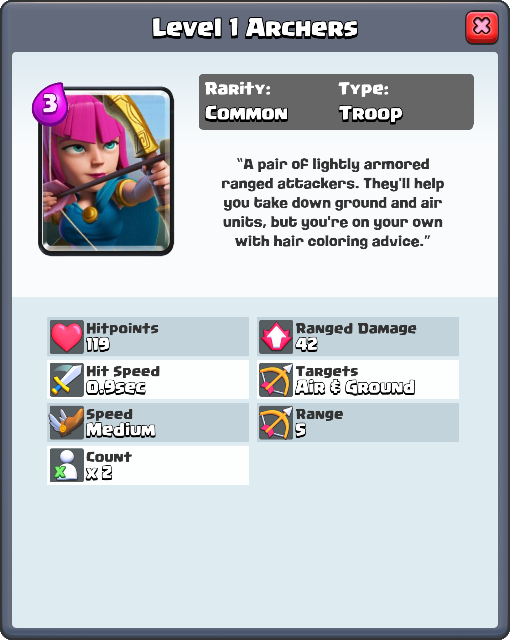 Level 1 Archers
3
Rarity: Type:
Common Troop
"A pair of lightly armored
ranged attackers. They'll help
you take down ground and air
units, but you're on your own
with hair coloring advice."
Hitpoints
119
Ranged Damage
42
Hit Speed
0.9sec
Targets
Air & Ground
Speed
Medium
Range
5
Count
x 2